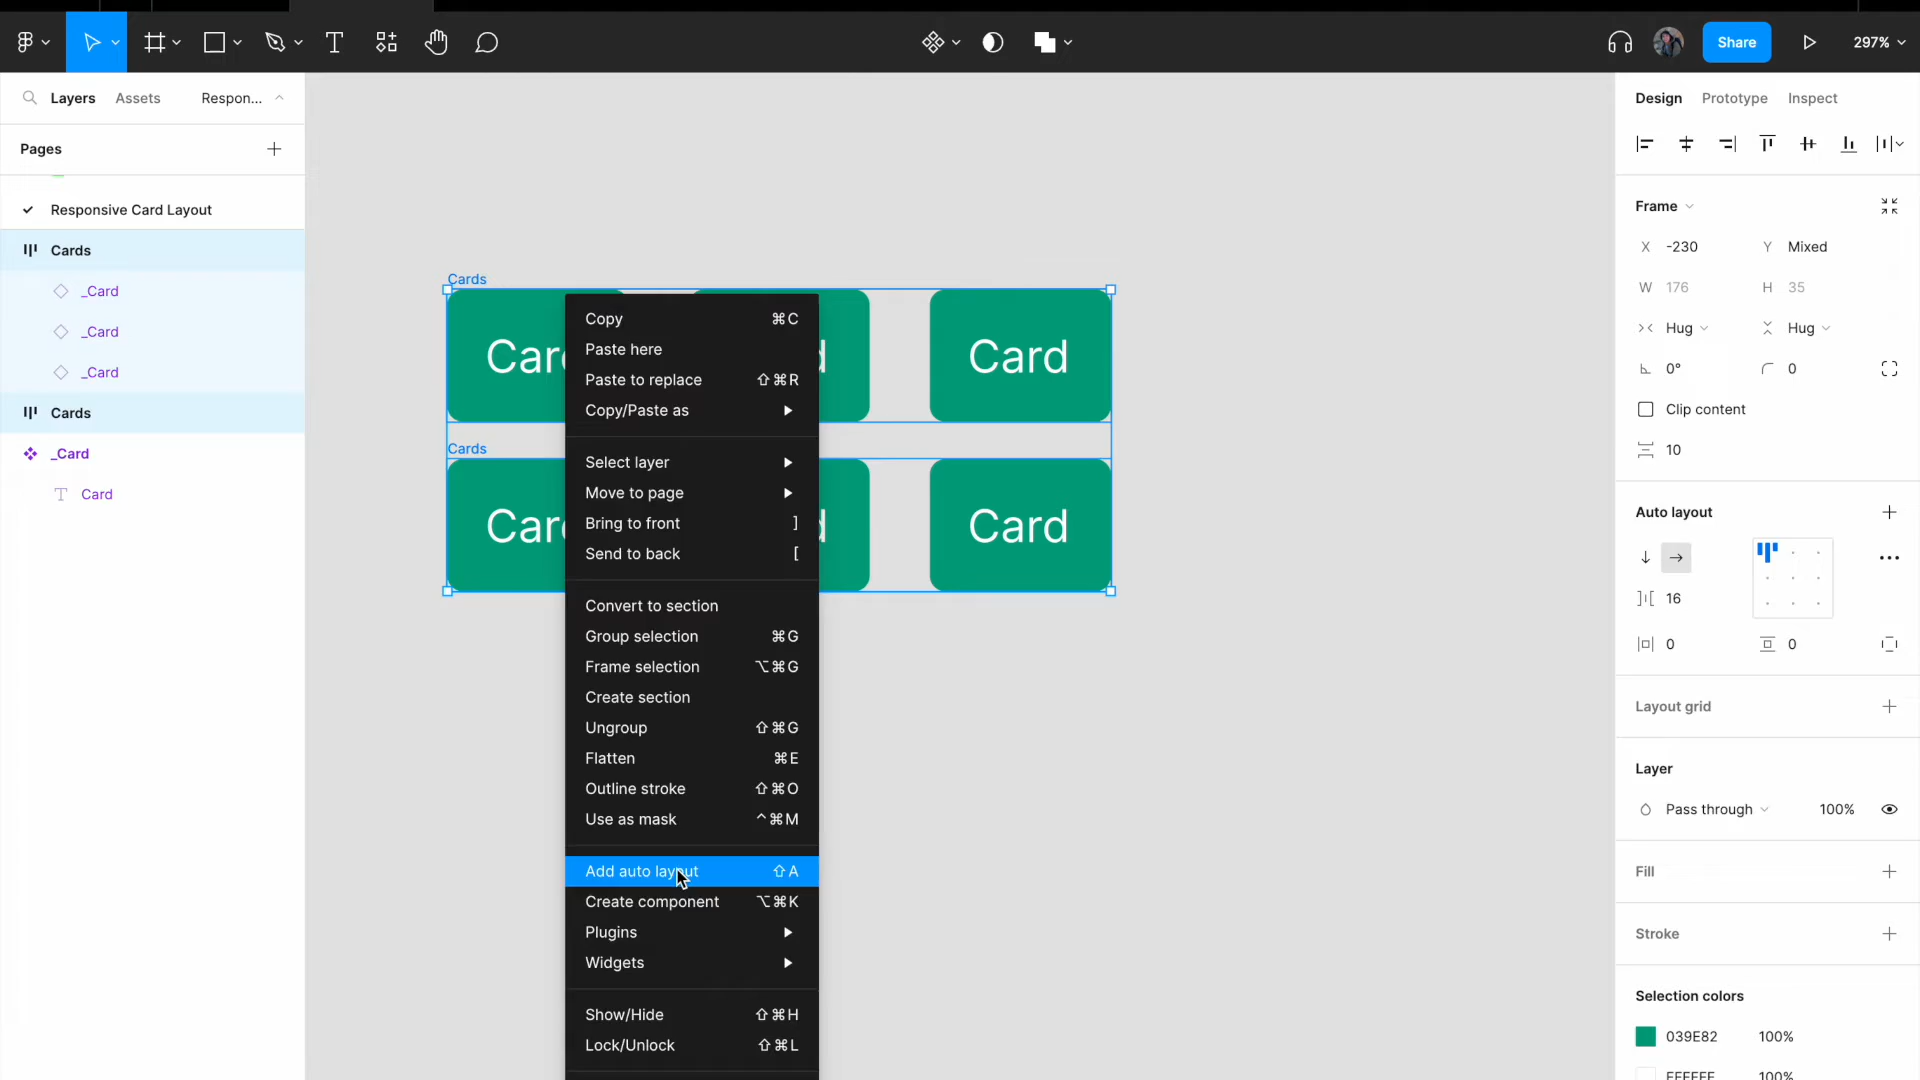 Share
297%
Layers Assets Respon...
Pages
Responsive Card Layout
Cards
_Card
_Card
_Card
Cards
_Card
Card
Cards
Card
Cards
Card
Copy ⌘C
Paste here
Paste to replace ⇧⌘R
Copy/Paste as
Select layer
Move to page
Bring to front ]
Send to back [
Convert to section
Group selection ⌘G
Frame selection ⌥⌘G
Create section
Ungroup ⇧⌘G
Flatten ⌘E
Outline stroke ⇧⌘O
Use as mask ^⌘M
Add auto layout ⇧A
Create component ⌥⌘K
Plugins
Widgets
Show/Hide ⇧⌘H
Lock/Unlock ⇧⌘L
Design Prototype Inspect
Frame
X -230 Y Mixed
W 176 H 35
Hug Hug
0° 0
Clip content
10
Auto layout
16
0 0
Layout grid
Layer
Pass through 100%
Fill
Stroke
Selection colors
039E82 100%
FFFFFF 100%